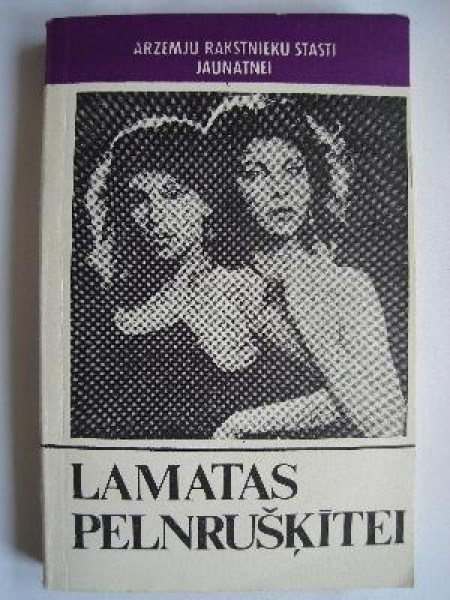 ĀRZEMJU RAKSTNIEKU STĀSTI
JAUNATNEI
LAMATAS
PELNRUŠĶĪTEI